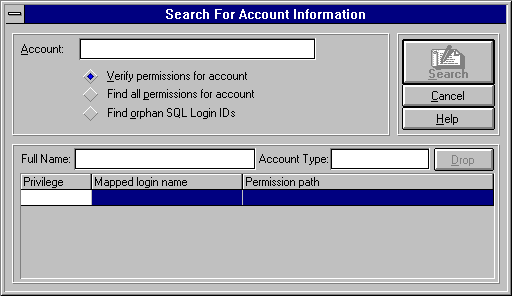 Search For Account Information
Account:
Verify permissions for account
Find all permissions for account
Find orphan SQL Login IDs
Search
Cancel
Help
Full Name: Account Type: Drop
Privilege Mapped login name Permission path